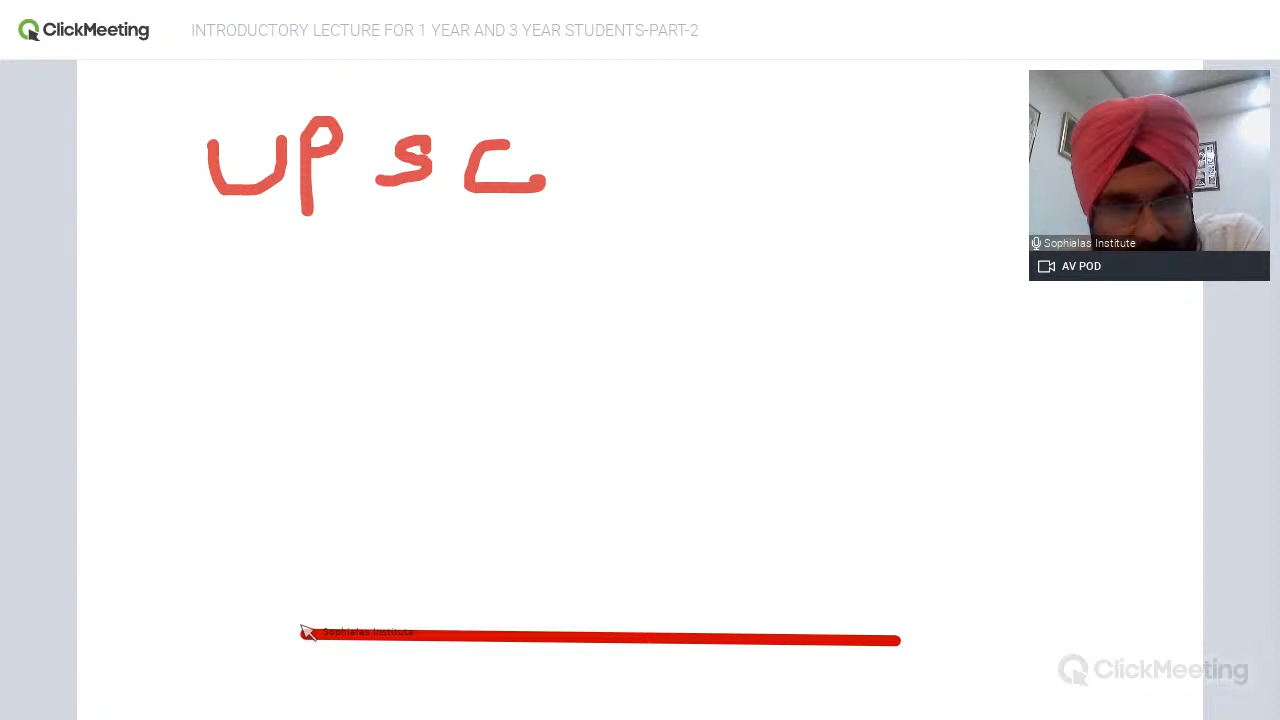 ClickMeeting INTRODUCTORY LECTURE FOR 1 YEAR AND 3 YEAR STUDENTS-PART-2
UPSC
Sophialas Institute
AV POD
Sophialas Institute
ClickMeeting